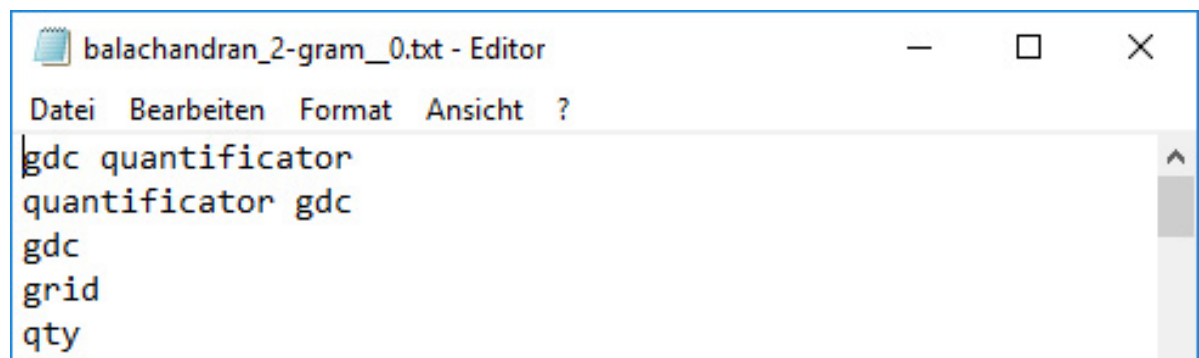 balachandran_2-gram__0.txt - Editor
Datei Bearbeiten Format Ansicht ?
gdc quantificator
quantificator gdc
gdc
grid
qty